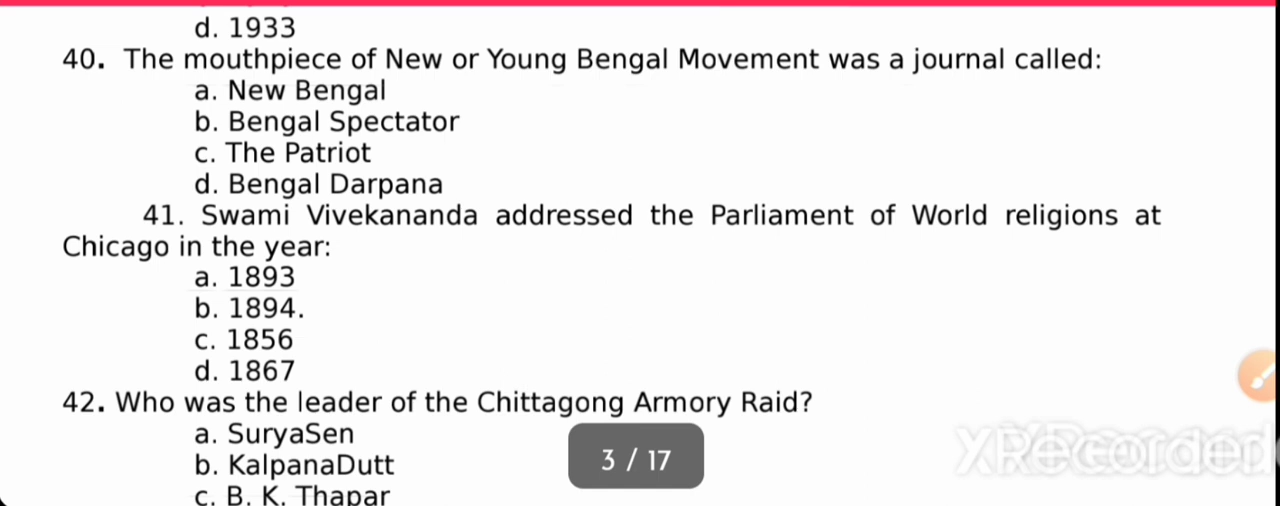 d. 1933
40. The mouthpiece of New or Young Bengal Movement was a journal called:
a. New Bengal
b. Bengal Spectator
c. The Patriot
d. Bengal Darpana
41. Swami Vivekananda addressed the Parliament of World religions at
Chicago in the year:
a. 1893
b. 1894.
c. 1856
d. 1867
42. Who was the leader of the Chittagong Armory Raid?
a. SuryaSen
b. KalpanaDutt
c. B. K. Thapar
3 / 17
XRecorder